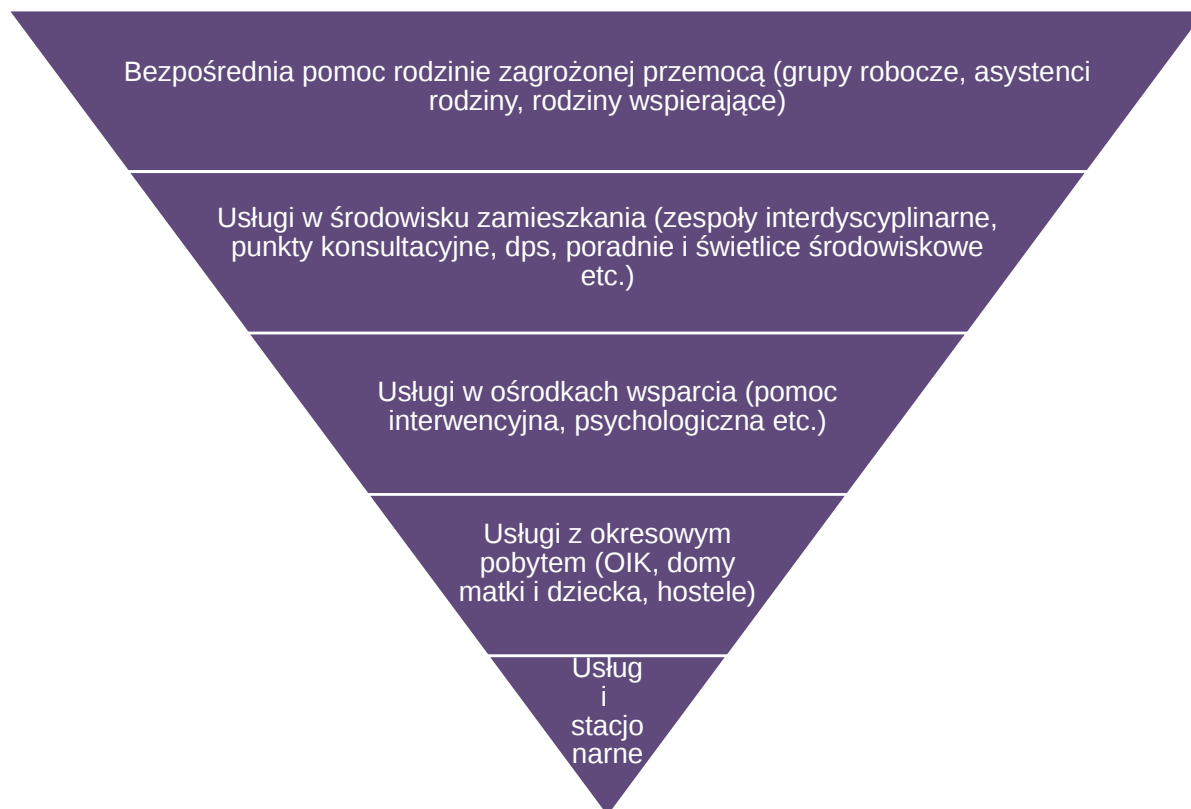 Bezpośrednia pomoc rodzinie zagrożonej przemocą (grupy robocze, asystenci
rodziny, rodziny wspierające)
Usługi w środowisku zamieszkania (zespoły interdyscyplinarne,
punkty konsultacyjne, dps, poradnie i świetlice środowiskowe
etc.)
Usługi w ośrodkach wsparcia (pomoc
interwencyjna, psychologiczna etc.)
Usługi z okresowym
pobytem (OIK, domy
matki i dziecka, hostele)
Usług
i
stacjo
narne